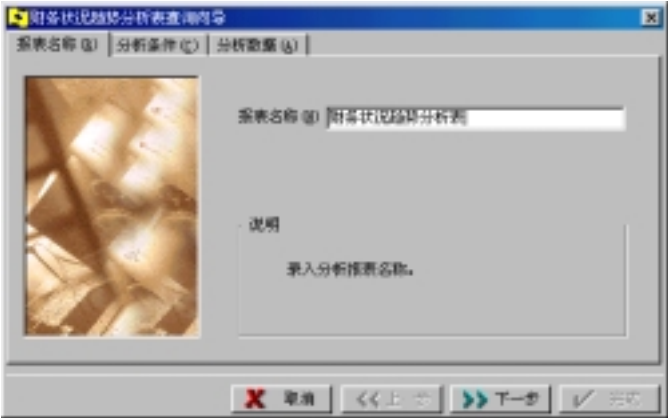 财务状况趋势分析表查询向导
报表名称(N) 分析条件(C) 分析数据(A)
报表名称(N) 财务状况趋势分析表
说明
录入分析报表名称。
取消 上一步 下一步 完成